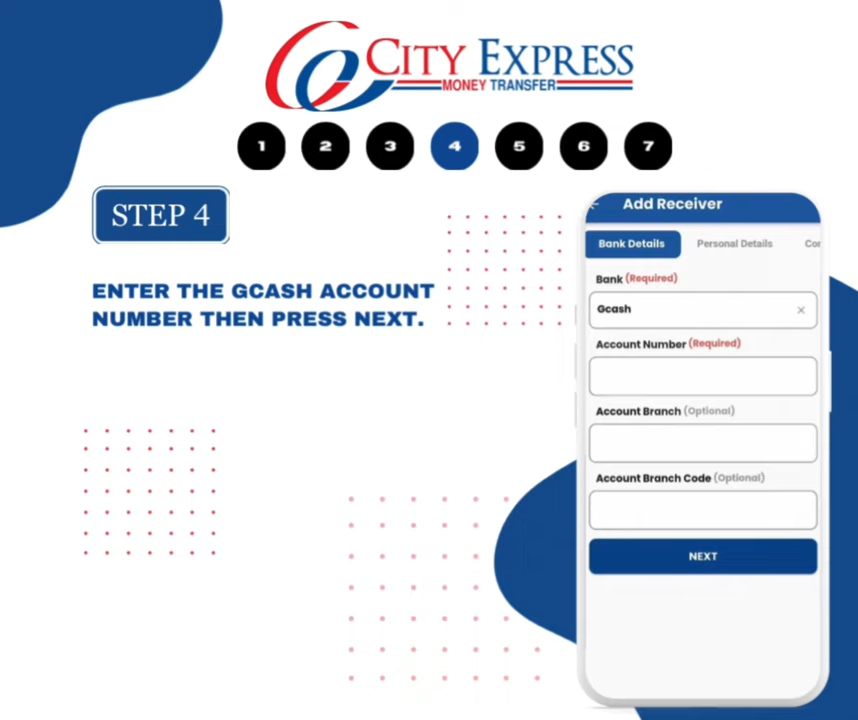 CITY EXPRESS
MONEY TRANSFER
1 2 3 4 5 6 7
STEP 4
ENTER THE GCASH ACCOUNT
NUMBER THEN PRESS NEXT.
Add Receiver
Bank Details Personal Details Con
Bank (Required)
Gcash
Account Number (Required)
Account Branch (Optional)
Account Branch Code (Optional)
NEXT